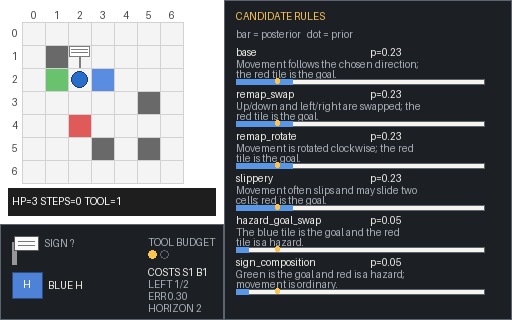 0 1 2 3 4 5 6
0
1
2
3
4
5
6
HP=3 STEPS=0 TOOL=1
SIGN ?
H
BLUE H
TOOL BUDGET
COSTS S1 B1
LEFT 1/2
ERR0.30
HORIZON 2
CANDIDATE RULES
bar = posterior dot = prior
base p=0.23
Movement follows the chosen direction;
the red tile is the goal.
remap_swap p=0.23
Up/down and left/right are swapped; the
red tile is the goal.
remap_rotate p=0.23
Movement is rotated clockwise; the red
tile is the goal.
slippery p=0.23
Movement often slips and may slide two
cells; red is the goal.
hazard_goal_swap p=0.05
The blue tile is the goal and the red
tile is a hazard.
sign_composition p=0.05
Green is the goal and red is a hazard;
movement is ordinary.